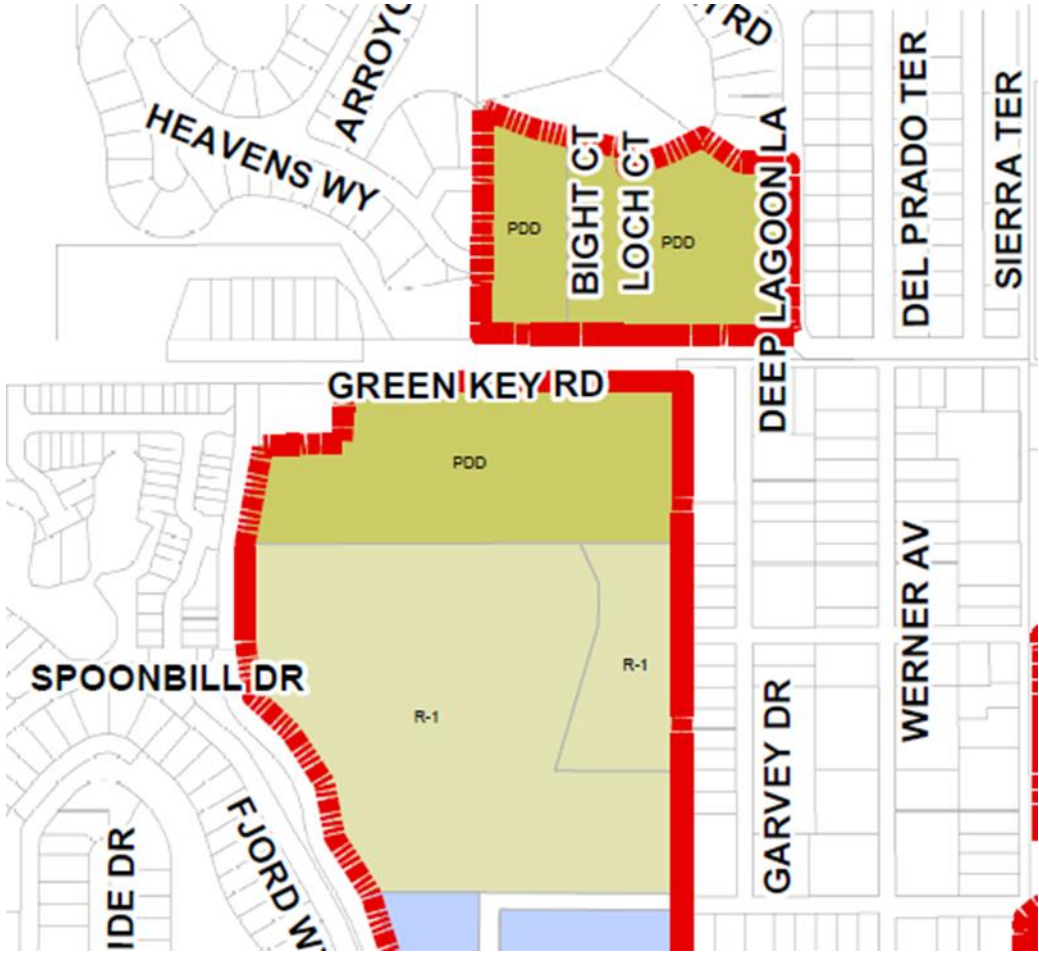 ARROYO
RD
HEAVENS WY
BIGHT CT
LOCH CT
DEEP LAGOON LA
DEL PRADO TER
SIERRA TER
PDD
PDD
GREEN KEY RD
PDD
SPOONBILL DR
R-1
R-1
WERNER AV
GARVEY DR
FJORD W
IDE DR